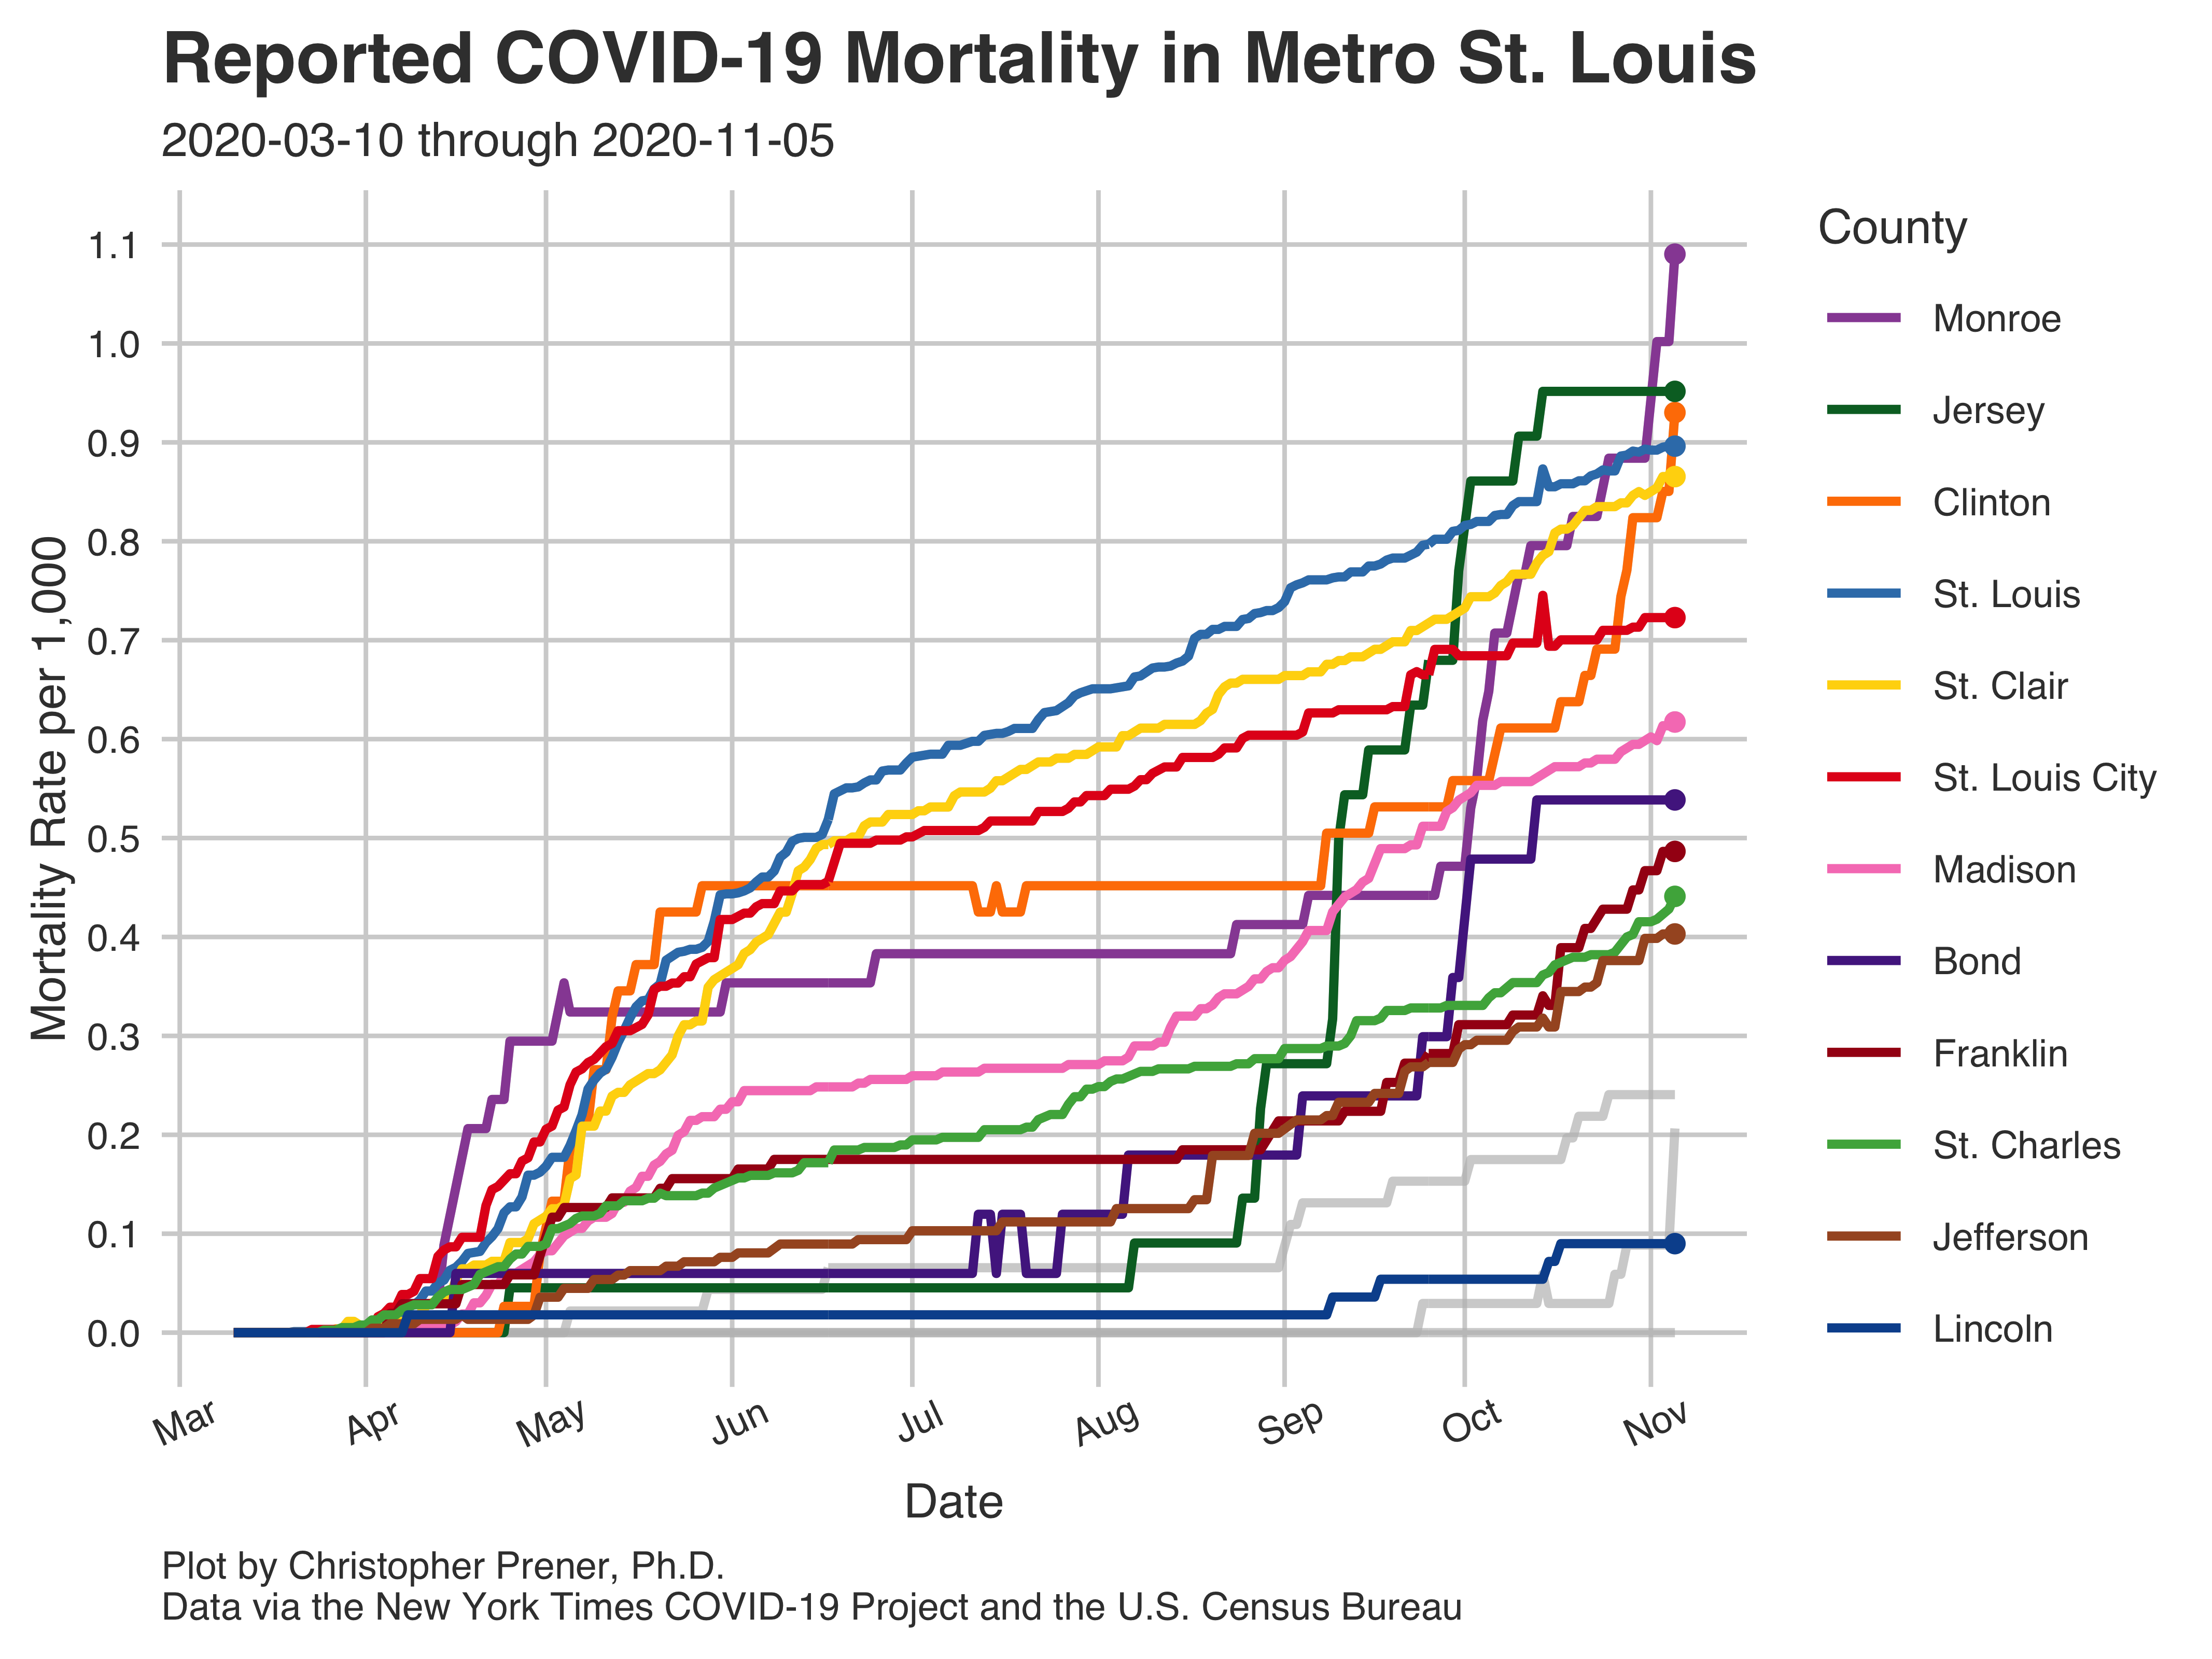 Reported COVID-19 Mortality in Metro St. Louis
2020-03-10 through 2020-11-05
Mortality Rate per 1,000
1.1
1.0
0.9
0.8
0.7
0.6
0.5
0.4
0.3
0.2
0.1
0.0
Mar
Apr
May
Jun
Jul
Aug
Sep
Oct
Nov
Date
County
Monroe
Jersey
Clinton
St. Louis
St. Clair
St. Louis City
Madison
Bond
Franklin
St. Charles
Jefferson
Lincoln
Plot by Christopher Prener, Ph.D.
Data via the New York Times COVID-19 Project and the U.S. Census Bureau